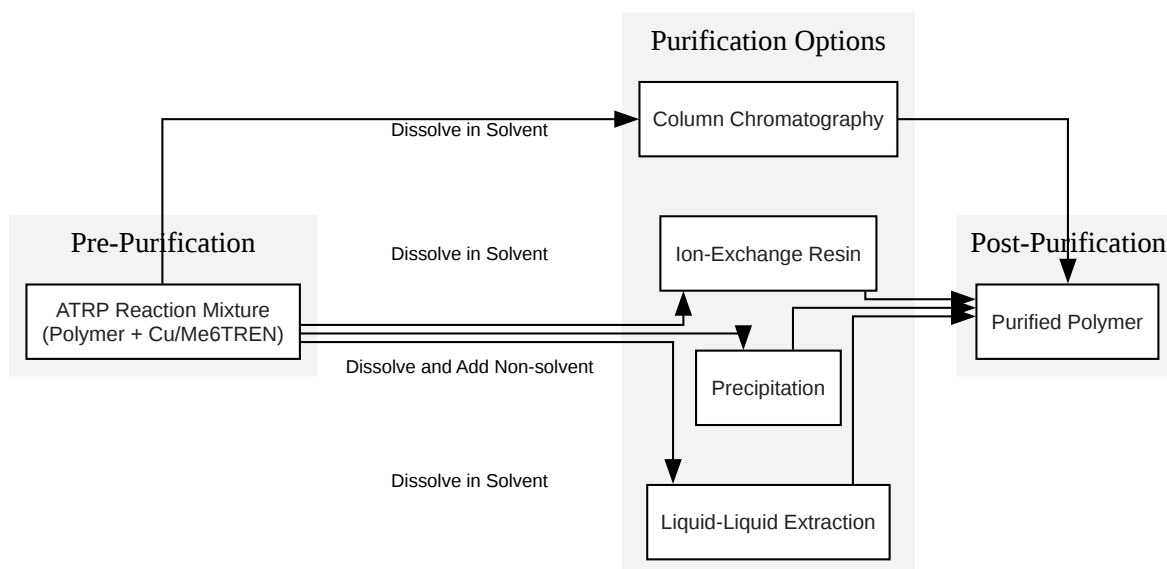 Purification Options
Column Chromatography
Dissolve in Solvent
Pre-Purification
Dissolve in Solvent
Ion-Exchange Resin
Post-Purification
ATRP Reaction Mixture
(Polymer + Cu/Me6TREN)
Purified Polymer
Dissolve and Add Non-solvent
Precipitation
Dissolve in Solvent
Liquid-Liquid Extraction